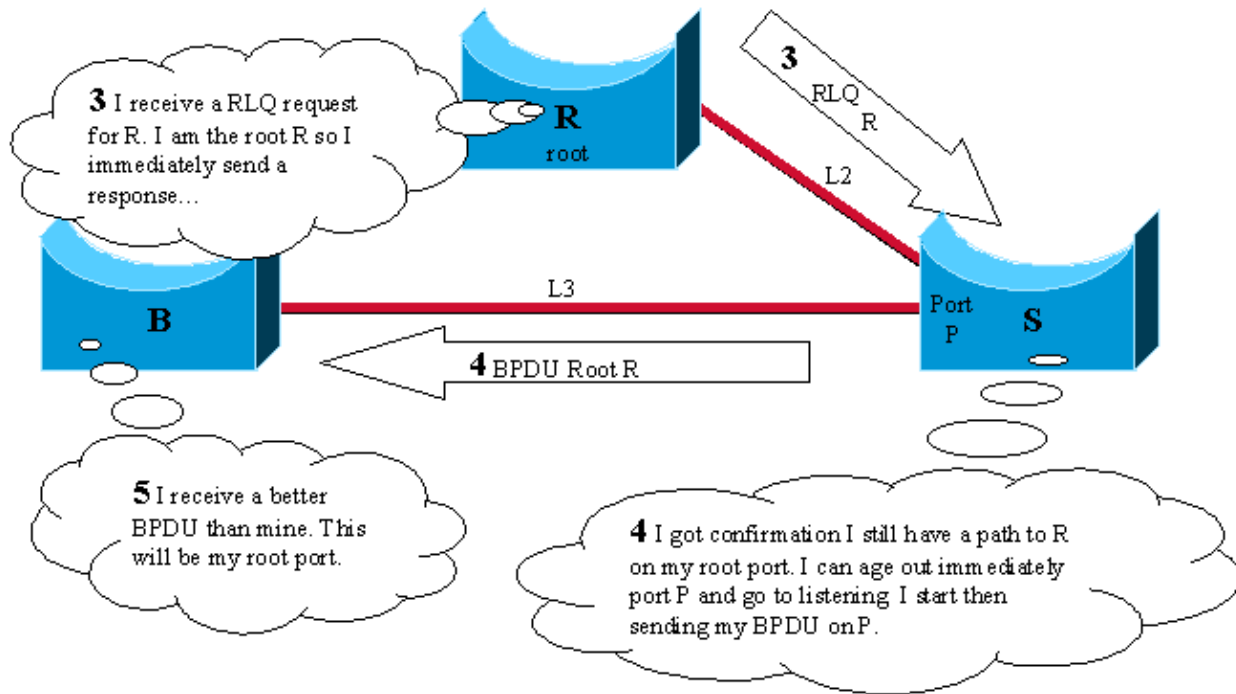 3 I receive a RLQ request
for R. I am the root R so I
immediately send a
response...
R
root
3
RLQ
R
L2
L3
B
Port
P
S
4 BPDU Root R
5 I receive a better
BPDU than mine. This
will be my root port.
4 I got confirmation I still have a path to R
on my root port. I can age out immediately
port P and go to listening. I start then
sending my BPDU on P.